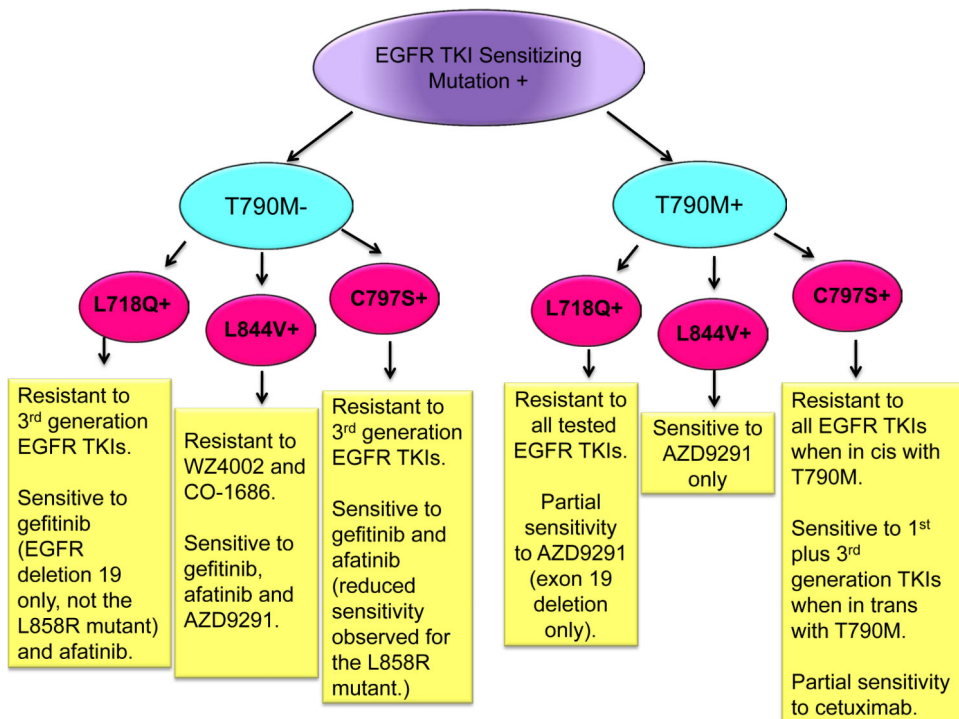 EGFR TKI Sensitizing
Mutation +
T790M-
T790M+
L718Q+
L844V+
C797S+
L718Q+
L844V+
C797S+
Resistant to
3rd generation
EGFR TKIs.
Sensitive to
gefitinib
(EGFR
deletion 19
only, not the
L858R mutant)
and afatinib.
Resistant to
WZ4002 and
CO-1686.
Sensitive to
gefitinib,
afatinib and
AZD9291.
Resistant to
3rd generation
EGFR TKIs.
Sensitive to
gefitinib and
afatinib
(reduced
sensitivity
observed for
the L858R
mutant.)
Resistant to
all tested
EGFR TKIs.
Partial
sensitivity
to AZD9291
(exon 19
deletion
only).
Sensitive to
AZD9291
only
Resistant to
all EGFR TKIs
when in cis with
T790M.
Sensitive to 1st
plus 3rd
generation TKIs
when in trans
with T790M.
Partial sensitivity
to cetuximab.